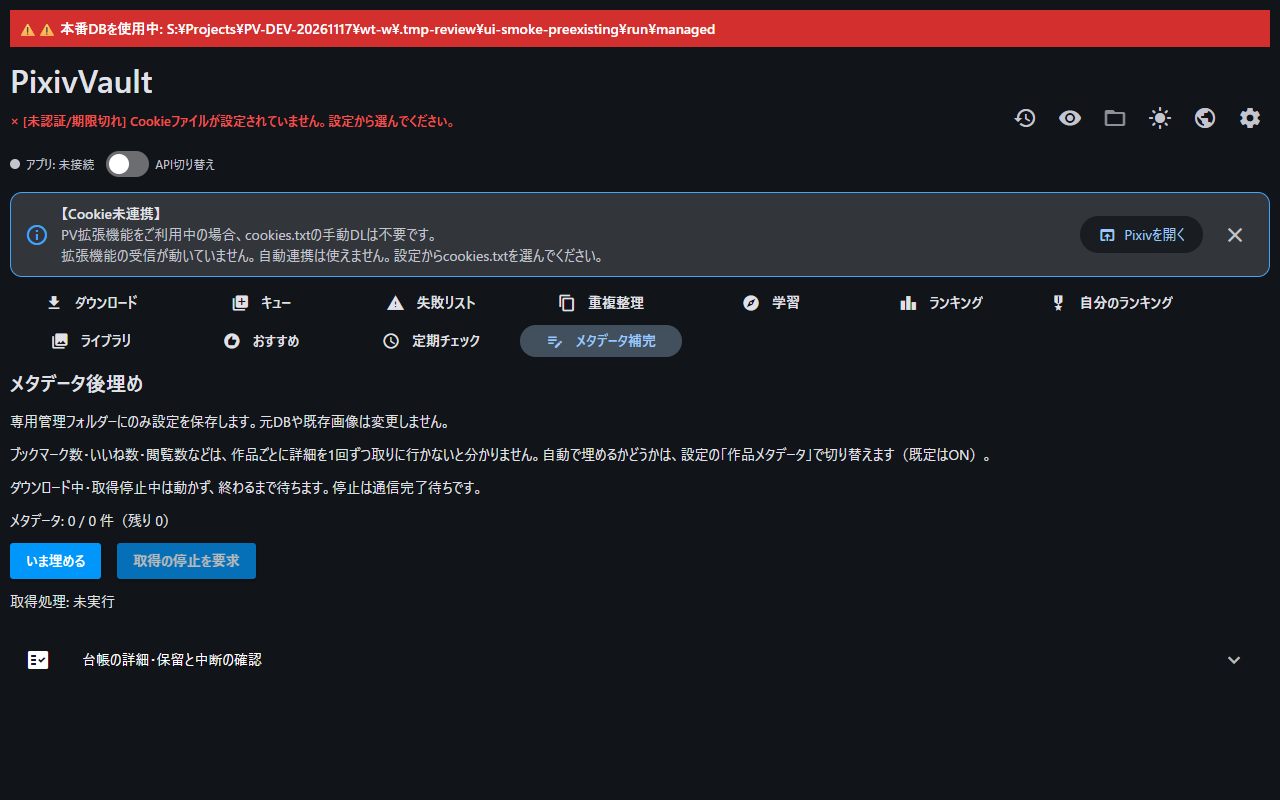 本番DBを使用中: S:¥Projects¥PV-DEV-20261117¥wt-w¥.tmp-review¥ui-smoke-preexisting¥run¥managed
PixivVault
× [未認証/期限切れ] Cookieファイルが設定されていません。設定から選んでください。
アプリ: 未接続 API切り替え
【Cookie未連携】
PV拡張機能をご利用中の場合、cookies.txtの手動DLは不要です。
拡張機能の受信が動いていません。自動連携は使えません。設定からcookies.txtを選んでください。
Pixivを開く
ダウンロード キュー 失敗リスト 重複整理 学習 ランキング 自分のランキング
ライブラリ おすすめ 定期チェック メタデータ補完
メタデータ後埋め
専用管理フォルダーにのみ設定を保存します。元DBや既存画像は変更しません。
ブックマーク数・いいね数・閲覧数などは、作品ごとに詳細を1回ずつ取りに行かないと分かりません。自動で埋めるかどうかは、設定の「作品メタデータ」で切り替えます（既定はON）。
ダウンロード中・取得停止中は動かず、終わるまで待ちます。停止は通信完了待ちです。
メタデータ: 0 / 0 件（残り 0）
いま埋める 取得の停止を要求
取得処理: 未実行
台帳の詳細・保留と中断の確認